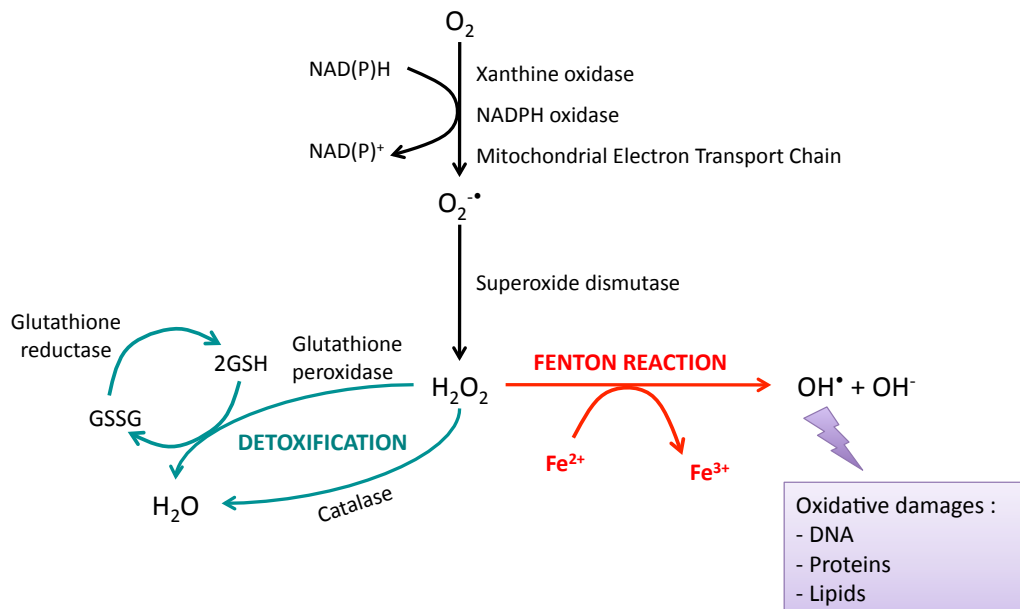 O₂
NAD(P)H
Xanthine oxidase
NADPH oxidase
NAD(P)⁺
Mitochondrial Electron Transport Chain
O₂⁻•
Superoxide dismutase
Glutathione
reductase
2GSH
GSSG
Glutathione
peroxidase
H₂O₂
FENTON REACTION
OH• + OH⁻
DETOXIFICATION
Fe²⁺
Fe³⁺
H₂O
Catalase
Oxidative damages :
- DNA
- Proteins
- Lipids